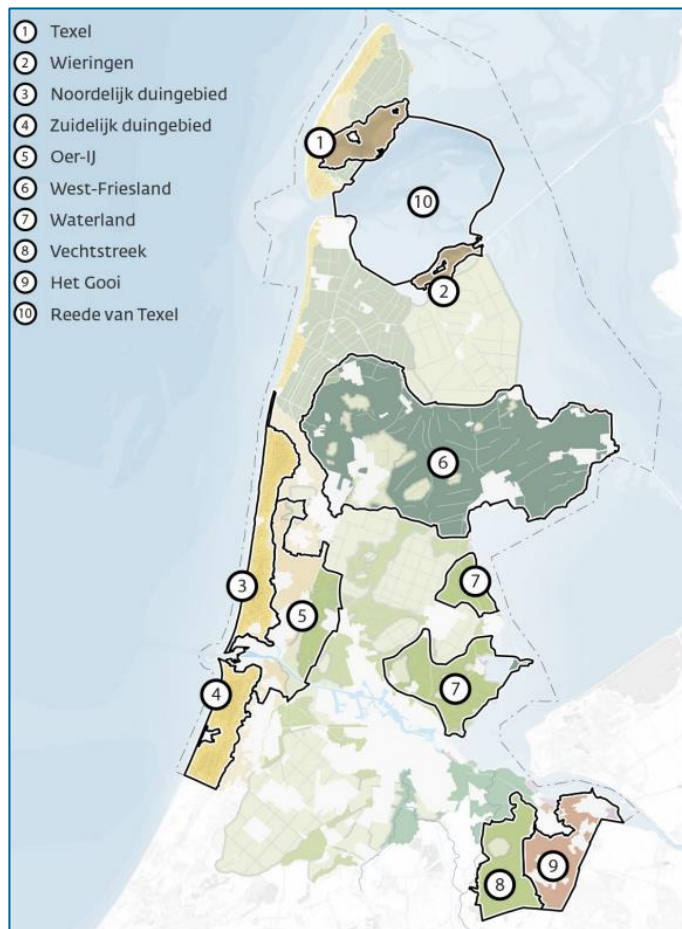 1 Texel
2 Wieringen
3 Noordelijk duingebied
4 Zuidelijk duingebied
5 Oer-IJ
6 West-Friesland
7 Waterland
8 Vechtstreek
9 Het Gooi
10 Reede van Texel
1
10
2
6
7
3
5
4
7
9
8